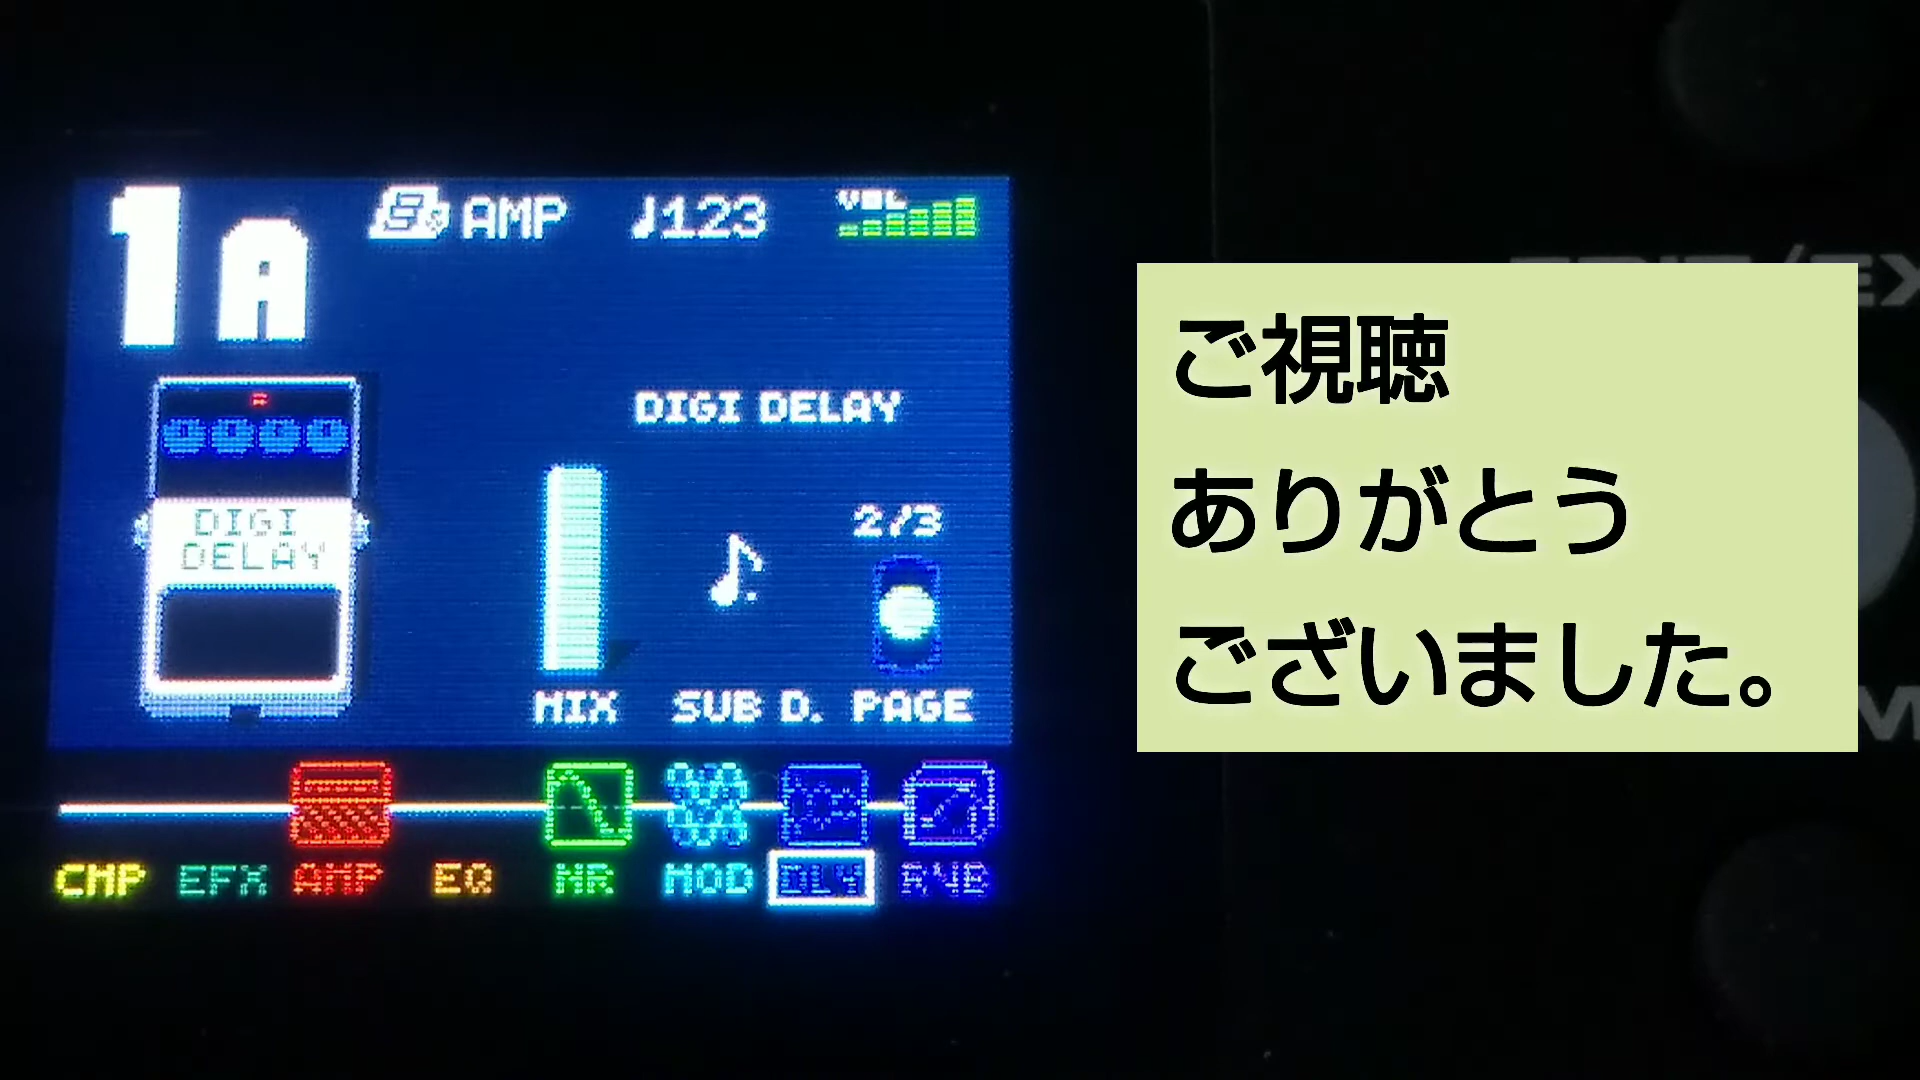 1A
AMP
♩123
VOL
DIGI DELAY
DIGI
DELAY
2/3
MIX
SUB D.
PAGE
CMP
EFX
AMP
EQ
NR
MOD
DLY
RVB
ご視聴
ありがとう
ございました。